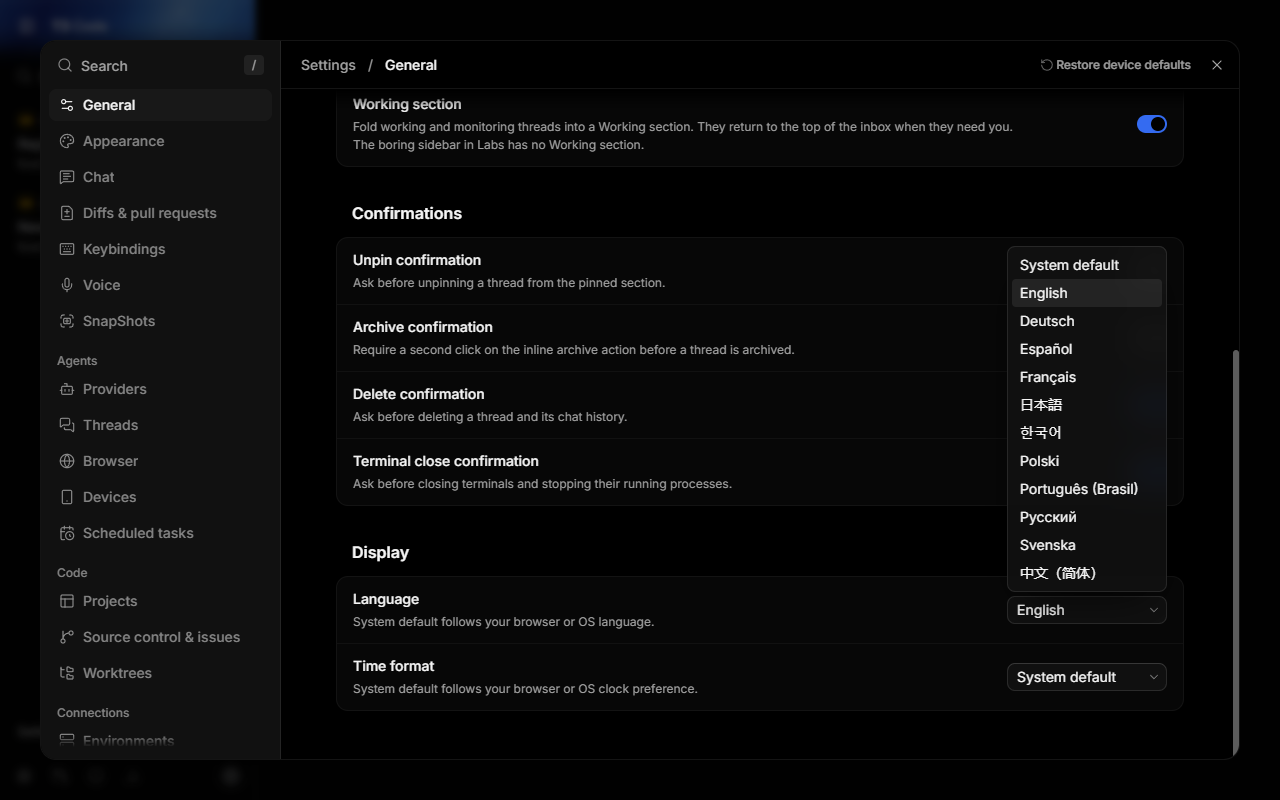 Search
/
General
Appearance
Chat
Diffs & pull requests
Keybindings
Voice
SnapShots
Agents
Providers
Threads
Browser
Devices
Scheduled tasks
Code
Projects
Source control & issues
Worktrees
Connections
Environments
Settings / General
Restore device defaults
Working section
Fold working and monitoring threads into a Working section. They return to the top of the inbox when they need you.
The boring sidebar in Labs has no Working section.
Confirmations
Unpin confirmation
Ask before unpinning a thread from the pinned section.
Archive confirmation
Require a second click on the inline archive action before a thread is archived.
Delete confirmation
Ask before deleting a thread and its chat history.
Terminal close confirmation
Ask before closing terminals and stopping their running processes.
System default
English
Deutsch
Español
Français
日本語
한국어
Polski
Português (Brasil)
Русский
Svenska
中文（简体）
Display
Language
System default follows your browser or OS language.
English
Time format
System default follows your browser or OS clock preference.
System default